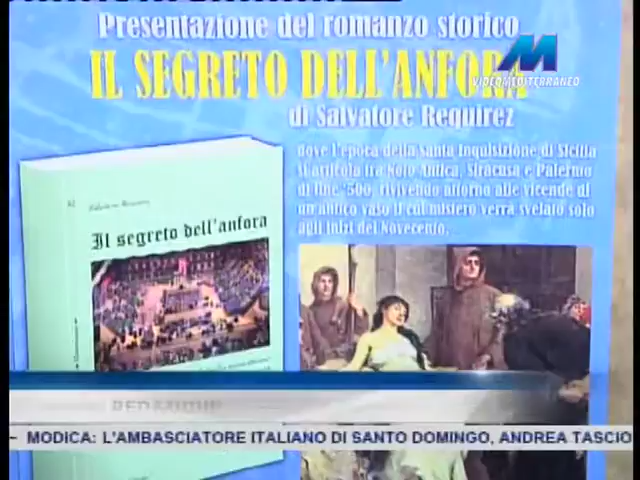 Presentazione del romanzo storico
IL SEGRETO DELL'ANFORA
VIDEOMEDITERRANEO
di Salvatore Requirez
dove l'epoca della Santa Inquisizione di Sicilia
si articola tra Noto Antica, Siracusa e Palermo
di fine '500, rivivendo attorno alle vicende di
un antico vaso il cui mistero verrà svelato solo
agli inizi del Novecento.
Il segreto dell'anfora
REDAZIONE
MODICA: L'AMBASCIATORE ITALIANO DI SANTO DOMINGO, ANDREA TASCIO